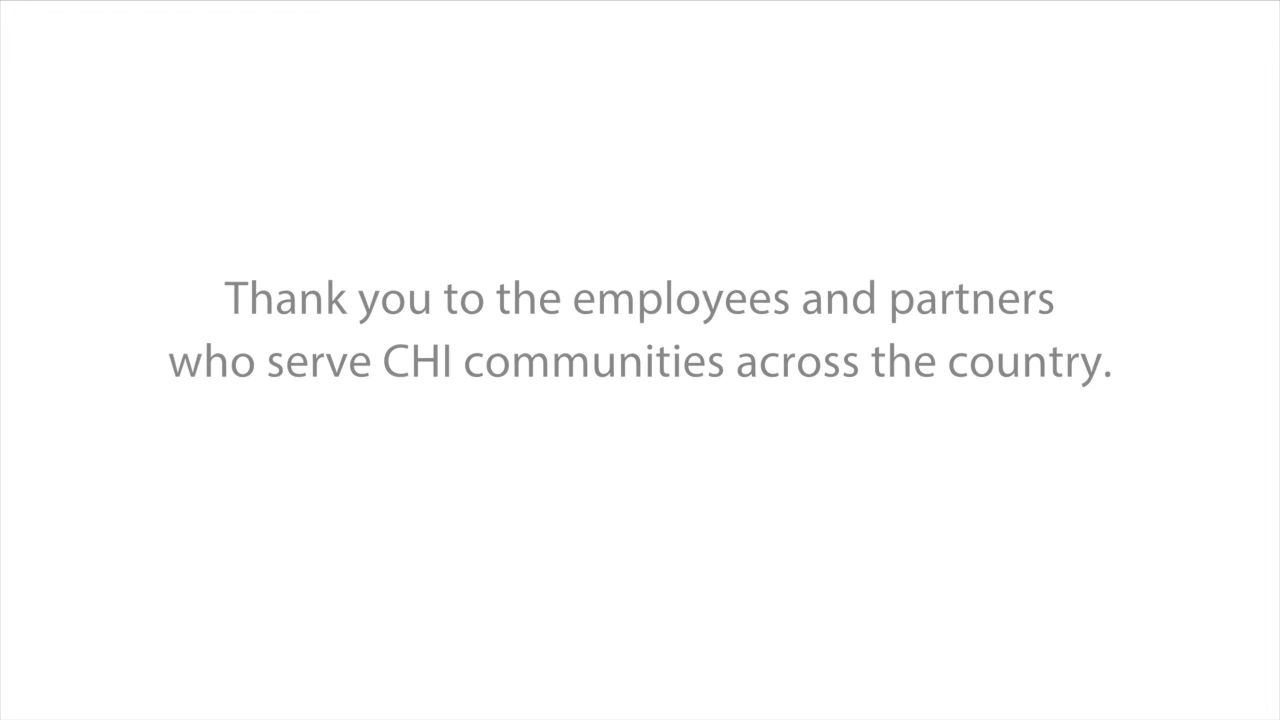 Thank you to the employees and partners
who serve CHI communities across the country.